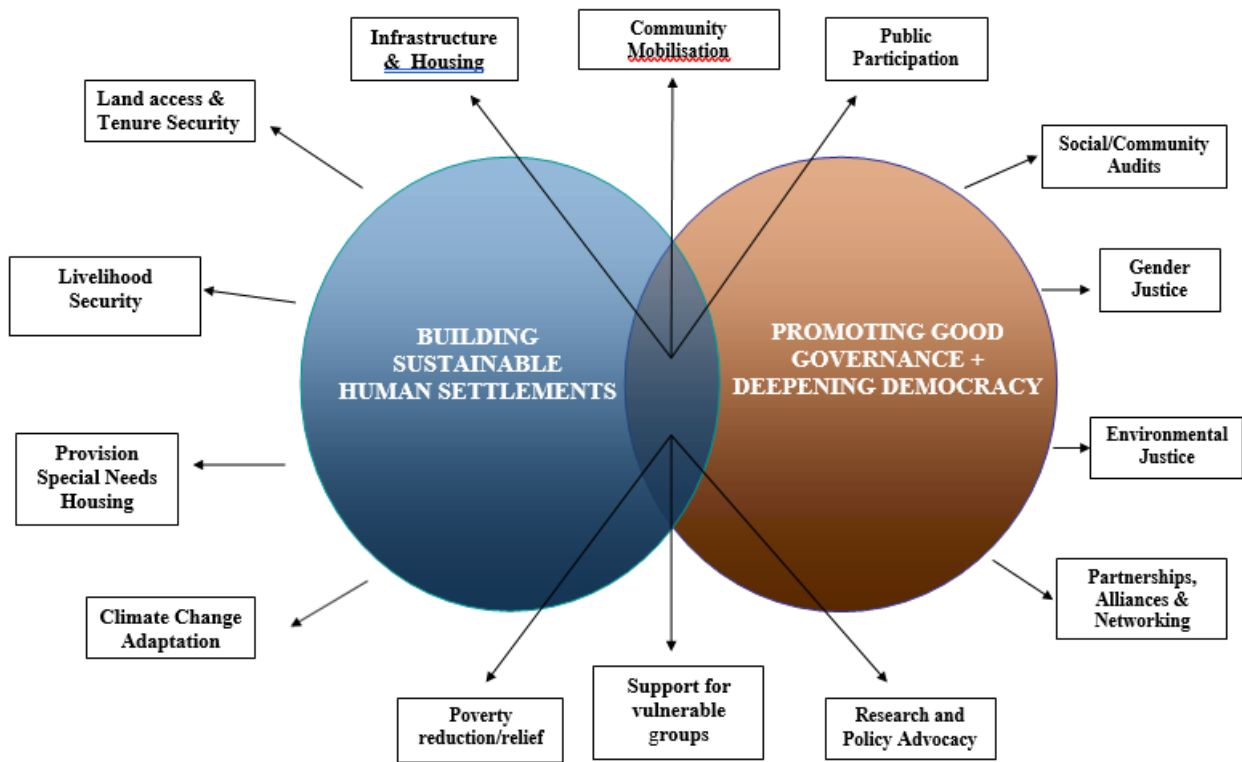 Infrastructure
& Housing
Community
Mobilisation
Public
Participation
Land access &
Tenure Security
Social/Community
Audits
Livelihood
Security
Gender
Justice
BUILDING
SUSTAINABLE
HUMAN SETTLEMENTS
PROMOTING GOOD
GOVERNANCE +
DEEPENING DEMOCRACY
Provision
Special Needs
Housing
Environmental
Justice
Climate Change
Adaptation
Partnerships,
Alliances &
Networking
Poverty
reduction/relief
Support for
vulnerable
groups
Research and
Policy Advocacy